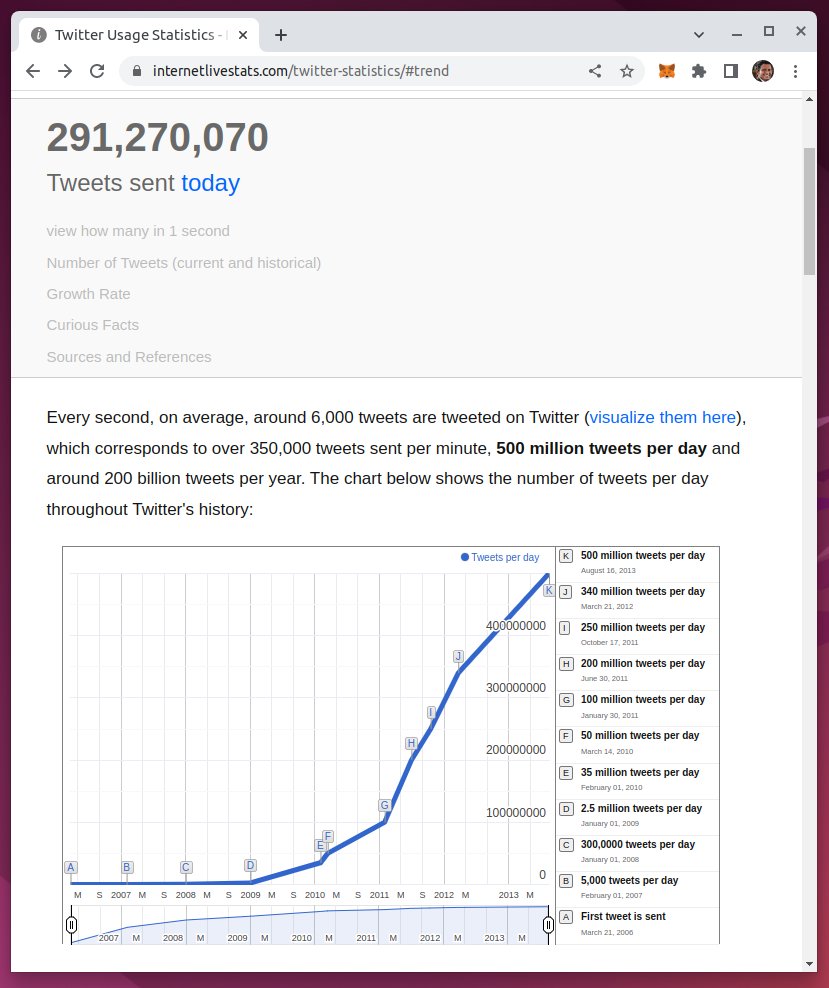 Twitter Usage Statistics -
internetlivestats.com/twitter-statistics/#trend
291,270,070
Tweets sent today
view how many in 1 second
Number of Tweets (current and historical)
Growth Rate
Curious Facts
Sources and References
Every second, on average, around 6,000 tweets are tweeted on Twitter (visualize them here),
which corresponds to over 350,000 tweets sent per minute, 500 million tweets per day and
around 200 billion tweets per year. The chart below shows the number of tweets per day
throughout Twitter's history:
Tweets per day
K
400000000
J
300000000
I
H
200000000
G
100000000
F
E
A B C D
0
M S 2007 M S 2008 M S 2009 M S 2010 M S 2011 M S 2012 M 2013 M
2007 M 2008 M 2009 M 2010 M 2011 M 2012 M 2013 M
K 500 million tweets per day
August 16, 2013
J 340 million tweets per day
March 21, 2012
I 250 million tweets per day
October 17, 2011
H 200 million tweets per day
June 30, 2011
G 100 million tweets per day
January 30, 2011
F 50 million tweets per day
March 14, 2010
E 35 million tweets per day
February 01, 2010
D 2.5 million tweets per day
January 01, 2009
C 300,0000 tweets per day
January 01, 2008
B 5,000 tweets per day
February 01, 2007
A First tweet is sent
March 21, 2006